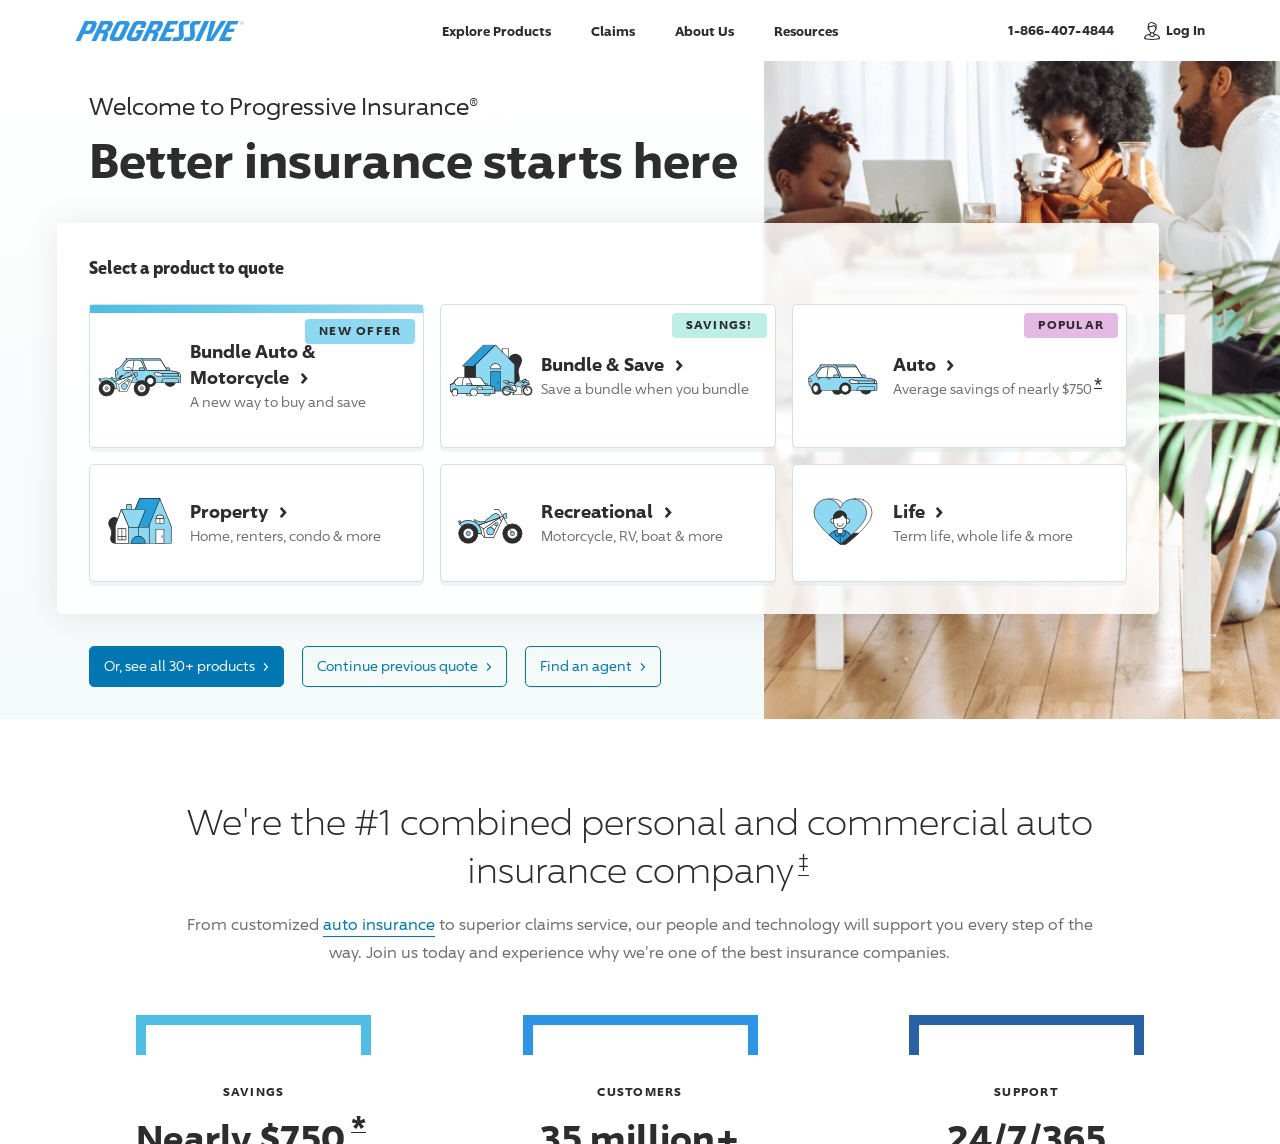 PROGRESSIVE®
Explore Products
Claims
About Us
Resources
1-866-407-4844
Log In
Welcome to Progressive Insurance®
Better insurance starts here
Select a product to quote
NEW OFFER
Bundle Auto &
Motorcycle
A new way to buy and save
SAVINGS!
Bundle & Save
Save a bundle when you bundle
POPULAR
Auto
Average savings of nearly $750*
Property
Home, renters, condo & more
Recreational
Motorcycle, RV, boat & more
Life
Term life, whole life & more
Or, see all 30+ products
Continue previous quote
Find an agent
We're the #1 combined personal and commercial auto
insurance company‡
From customized auto insurance to superior claims service, our people and technology will support you every step of the
way. Join us today and experience why we're one of the best insurance companies.
SAVINGS
Nearly $750*
CUSTOMERS
35 million+
SUPPORT
24/7/365